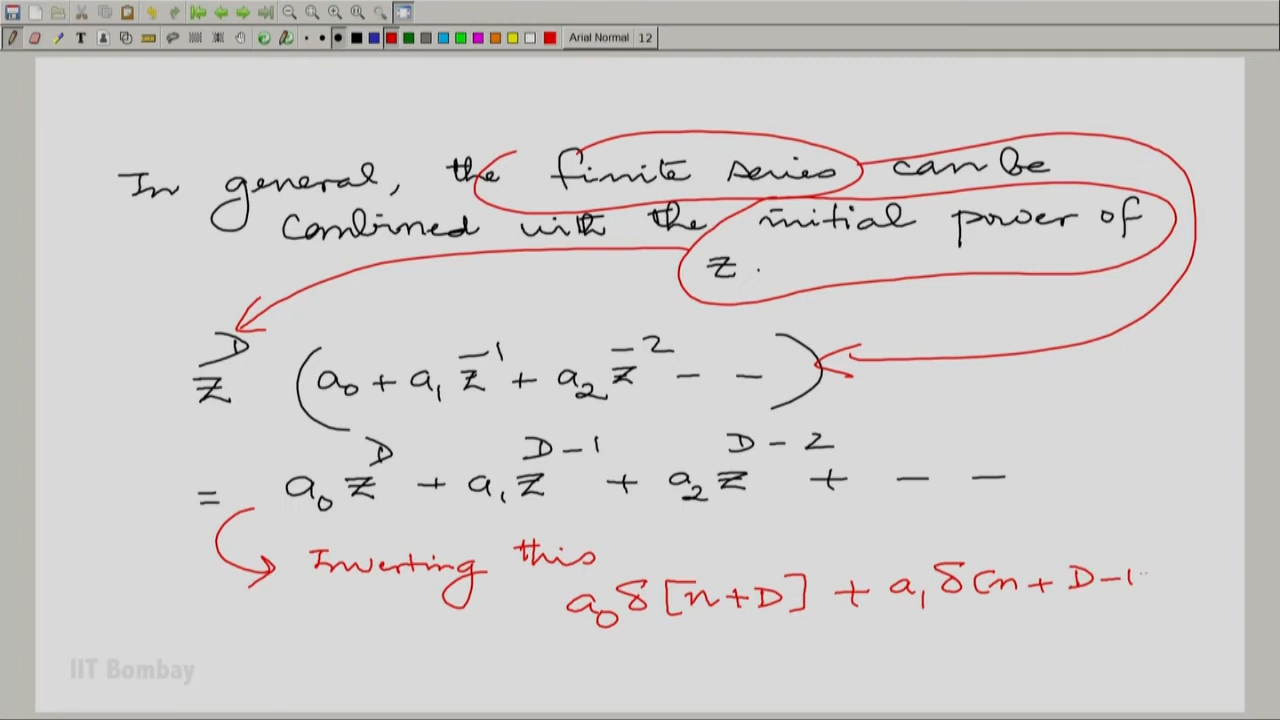 Arial Normal 12
In general, the finite series can be
combined with the initial power of
z.
z^D (a₀ + a₁ z⁻¹ + a₂ z⁻² - - )
= a₀ z^D + a₁ z^(D-1) + a₂ z^(D-2) + - -
Inverting this
a₀ δ[n+D] + a₁ δ[n+D-1
IIT Bombay